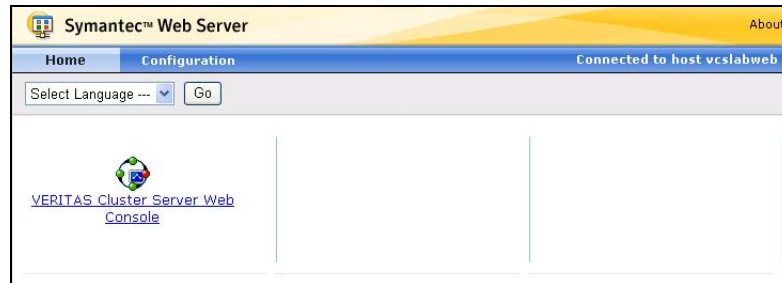 Symantec™ Web Server
About
Home Configuration Connected to host vcslabweb
Select Language --- Go
VERITAS Cluster Server Web
Console